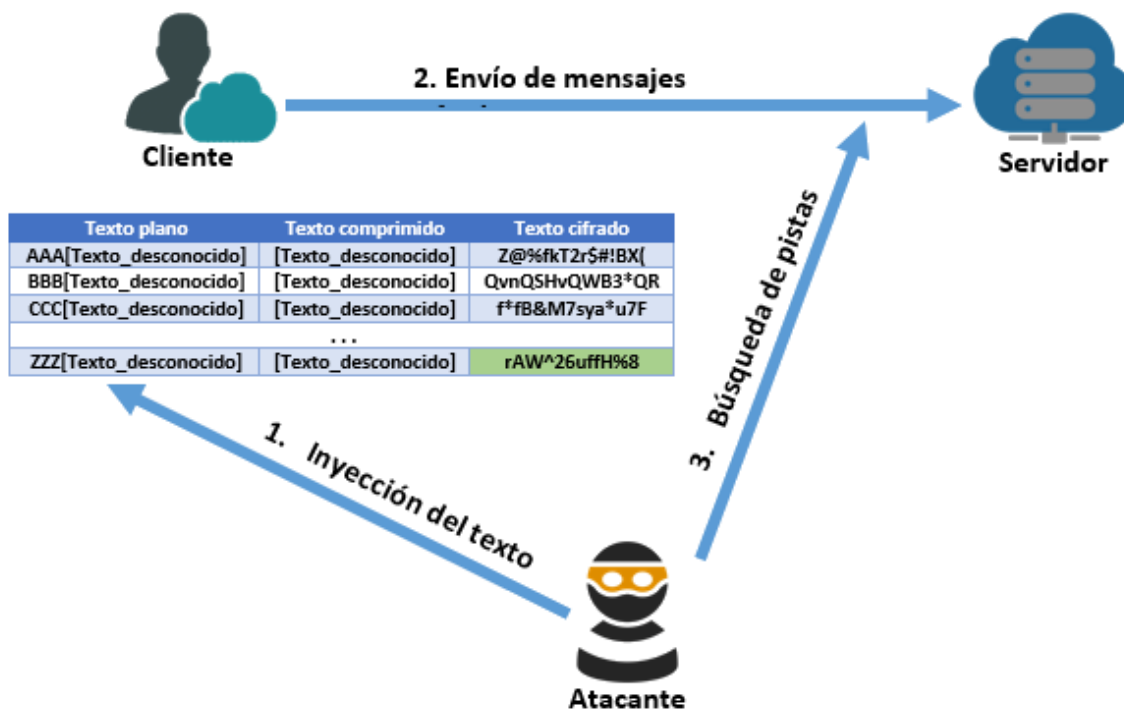 2. Envío de mensajes
Cliente
Servidor
Texto plano Texto comprimido Texto cifrado
AAA[Texto_desconocido] [Texto_desconocido] Z@%fkT2r$#!BX(
BBB[Texto_desconocido] [Texto_desconocido] QvnQSHvQWB3*QR
CCC[Texto_desconocido] [Texto_desconocido] f*fB&M7sya*u7F
...
ZZZ[Texto_desconocido] [Texto_desconocido] rAW^26uffH%8
1. Inyección del texto
3. Búsqueda de pistas
Atacante